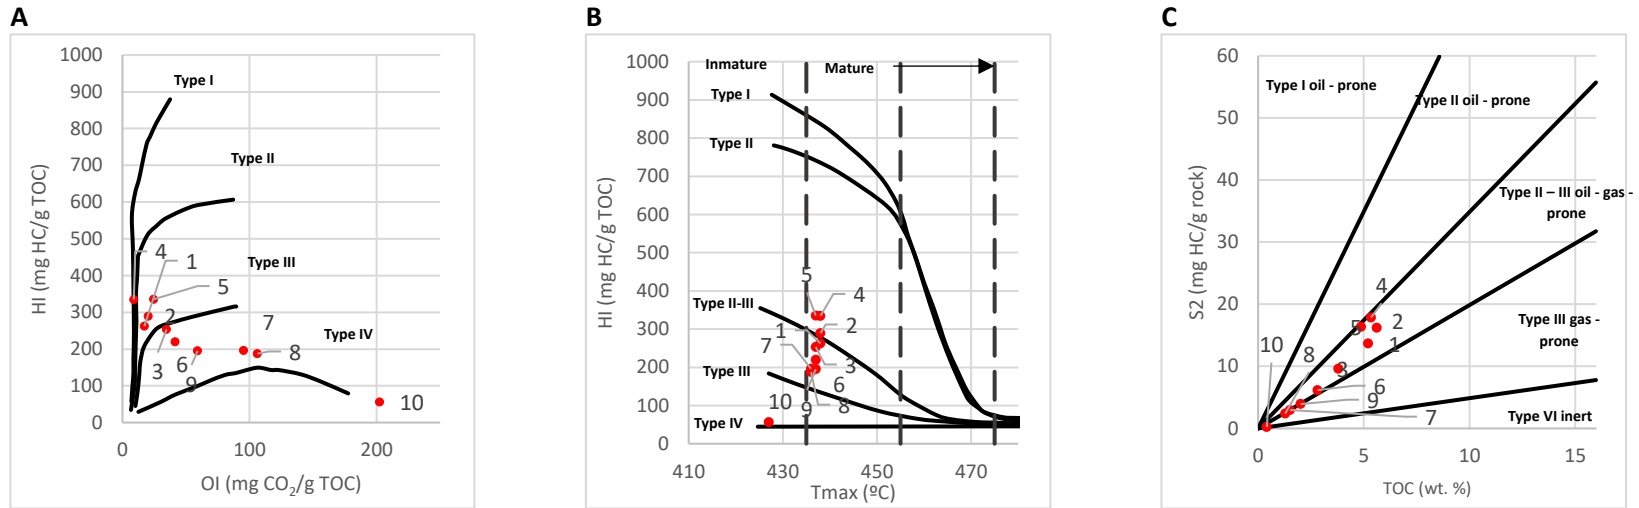 A
HI (mg HC/g TOC)
1000
900
800
700
600
500
400
300
200
100
0
Type I
Type II
Type III
Type IV
4
1
5
2
7
3
6
8
9
10
0
100
200
OI (mg CO2/g TOC)
B
HI (mg HC/g TOC)
1000
900
800
700
600
500
400
300
200
100
0
Inmature
Mature
Type I
Type II
Type II-III
Type III
Type IV
5
4
1
2
7
3
6
10
9
8
410
430
450
470
Tmax (ºC)
C
S2 (mg HC/g rock)
60
50
40
30
20
10
0
Type I oil - prone
Type II oil - prone
Type II – III oil - gas -
prone
Type III gas -
prone
Type VI inert
4
5
2
10
8
1
3
6
9
7
0
5
10
15
TOC (wt. %)